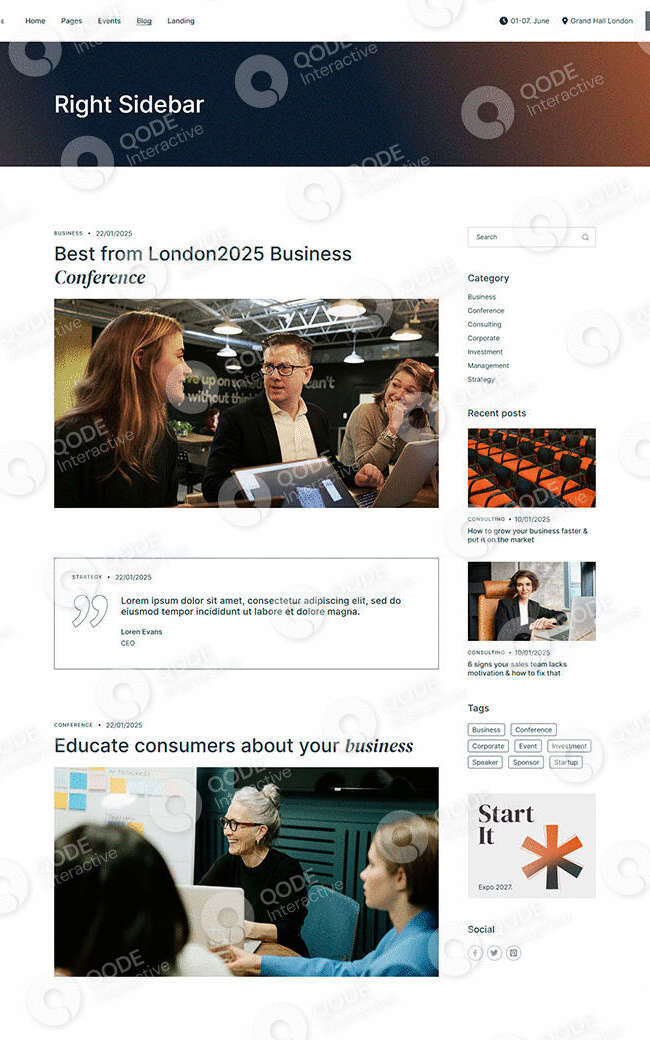 Home Pages Events Blog Landing
01-07. June Grand Hall London
Right Sidebar
BUSINESS • 22/01/2025
Best from London2025 Business
Conference
STRATEGY • 22/01/2025
Lorem ipsum dolor sit amet, consectetur adipiscing elit, sed do
eiusmod tempor incididunt ut labore et dolore magna.
Loren Evans
CEO
CONFERENCE • 22/01/2025
Educate consumers about your business
Search
Category
Business
Conference
Consulting
Corporate
Investment
Management
Strategy
Recent posts
CONSULTING • 10/01/2025
How to grow your business faster &
put it on the market
CONSULTING • 10/01/2025
6 signs your sales team lacks
motivation & how to fix that
Tags
Business Conference
Corporate Event Investment
Speaker Sponsor Startup
Start
It
Expo 2027.
Social
QODE
Interactive